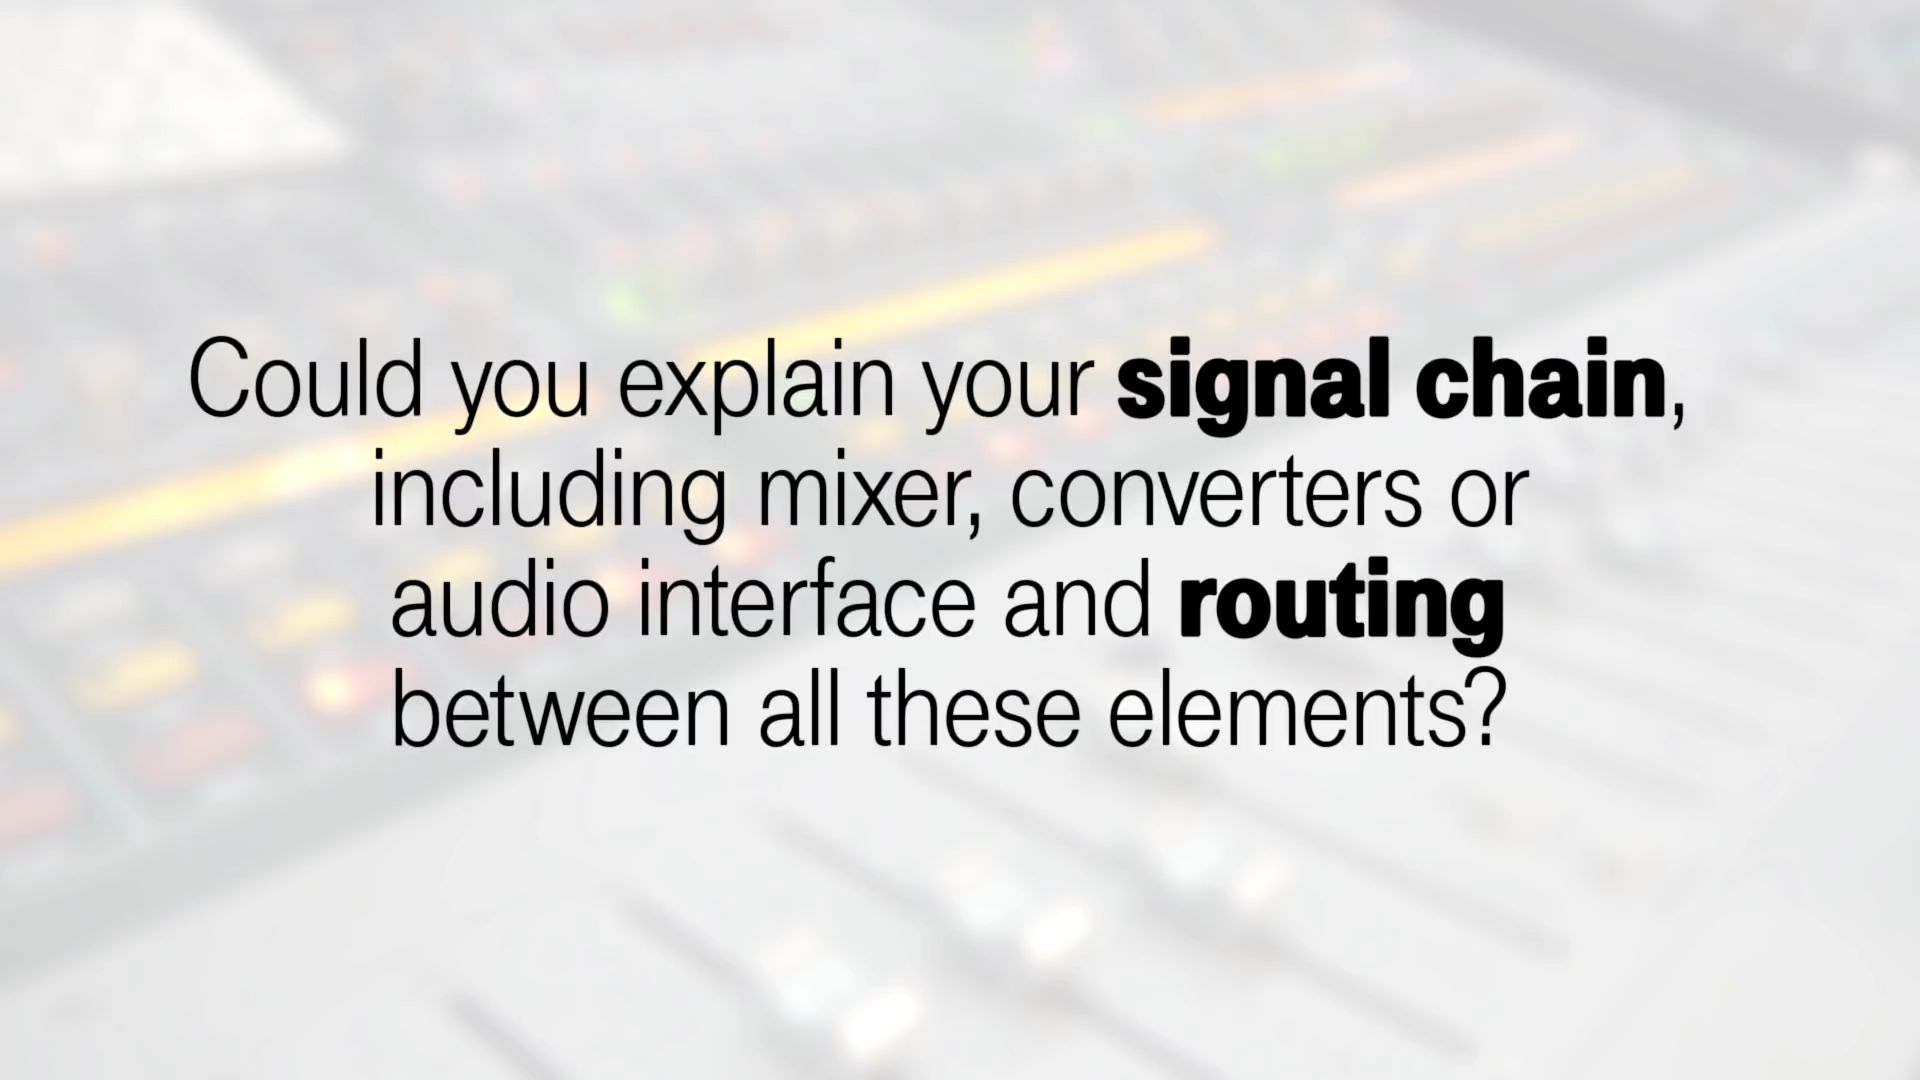 Could you explain your signal chain,
including mixer, converters or
audio interface and routing
between all these elements?